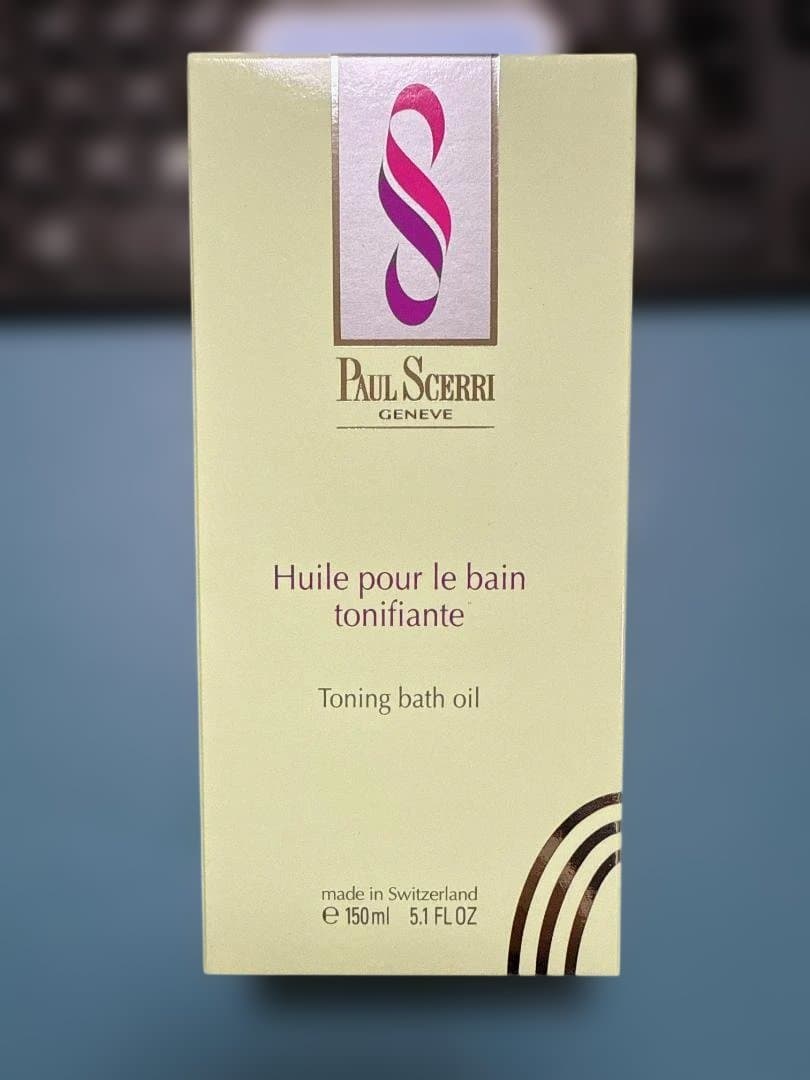 PAUL SCERRI
GENEVE
Huile pour le bain
tonifiante
Toning bath oil
made in Switzerland
℮ 150ml 5.1 FL OZ